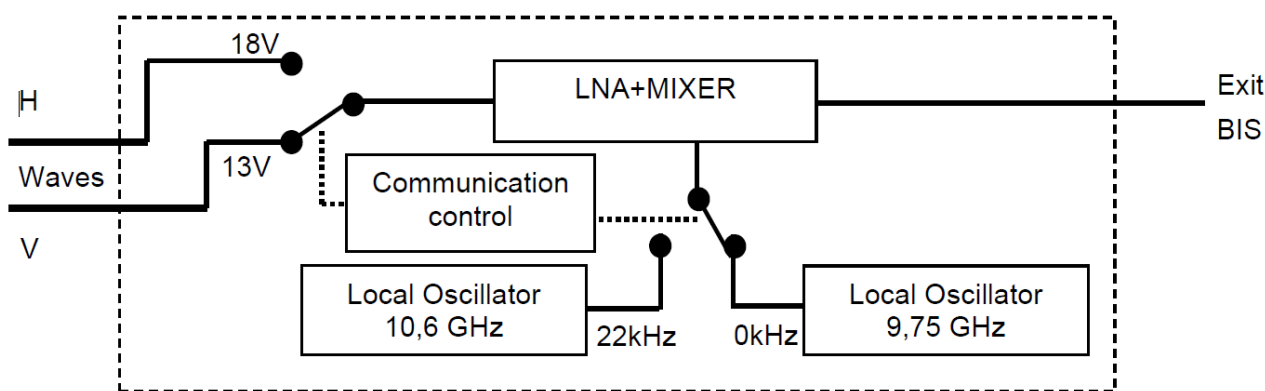 18V
H
LNA+MIXER
Exit
BIS
13V
Waves
Communication
control
V
Local Oscillator
10,6 GHz
22kHz
0kHz
Local Oscillator
9,75 GHz